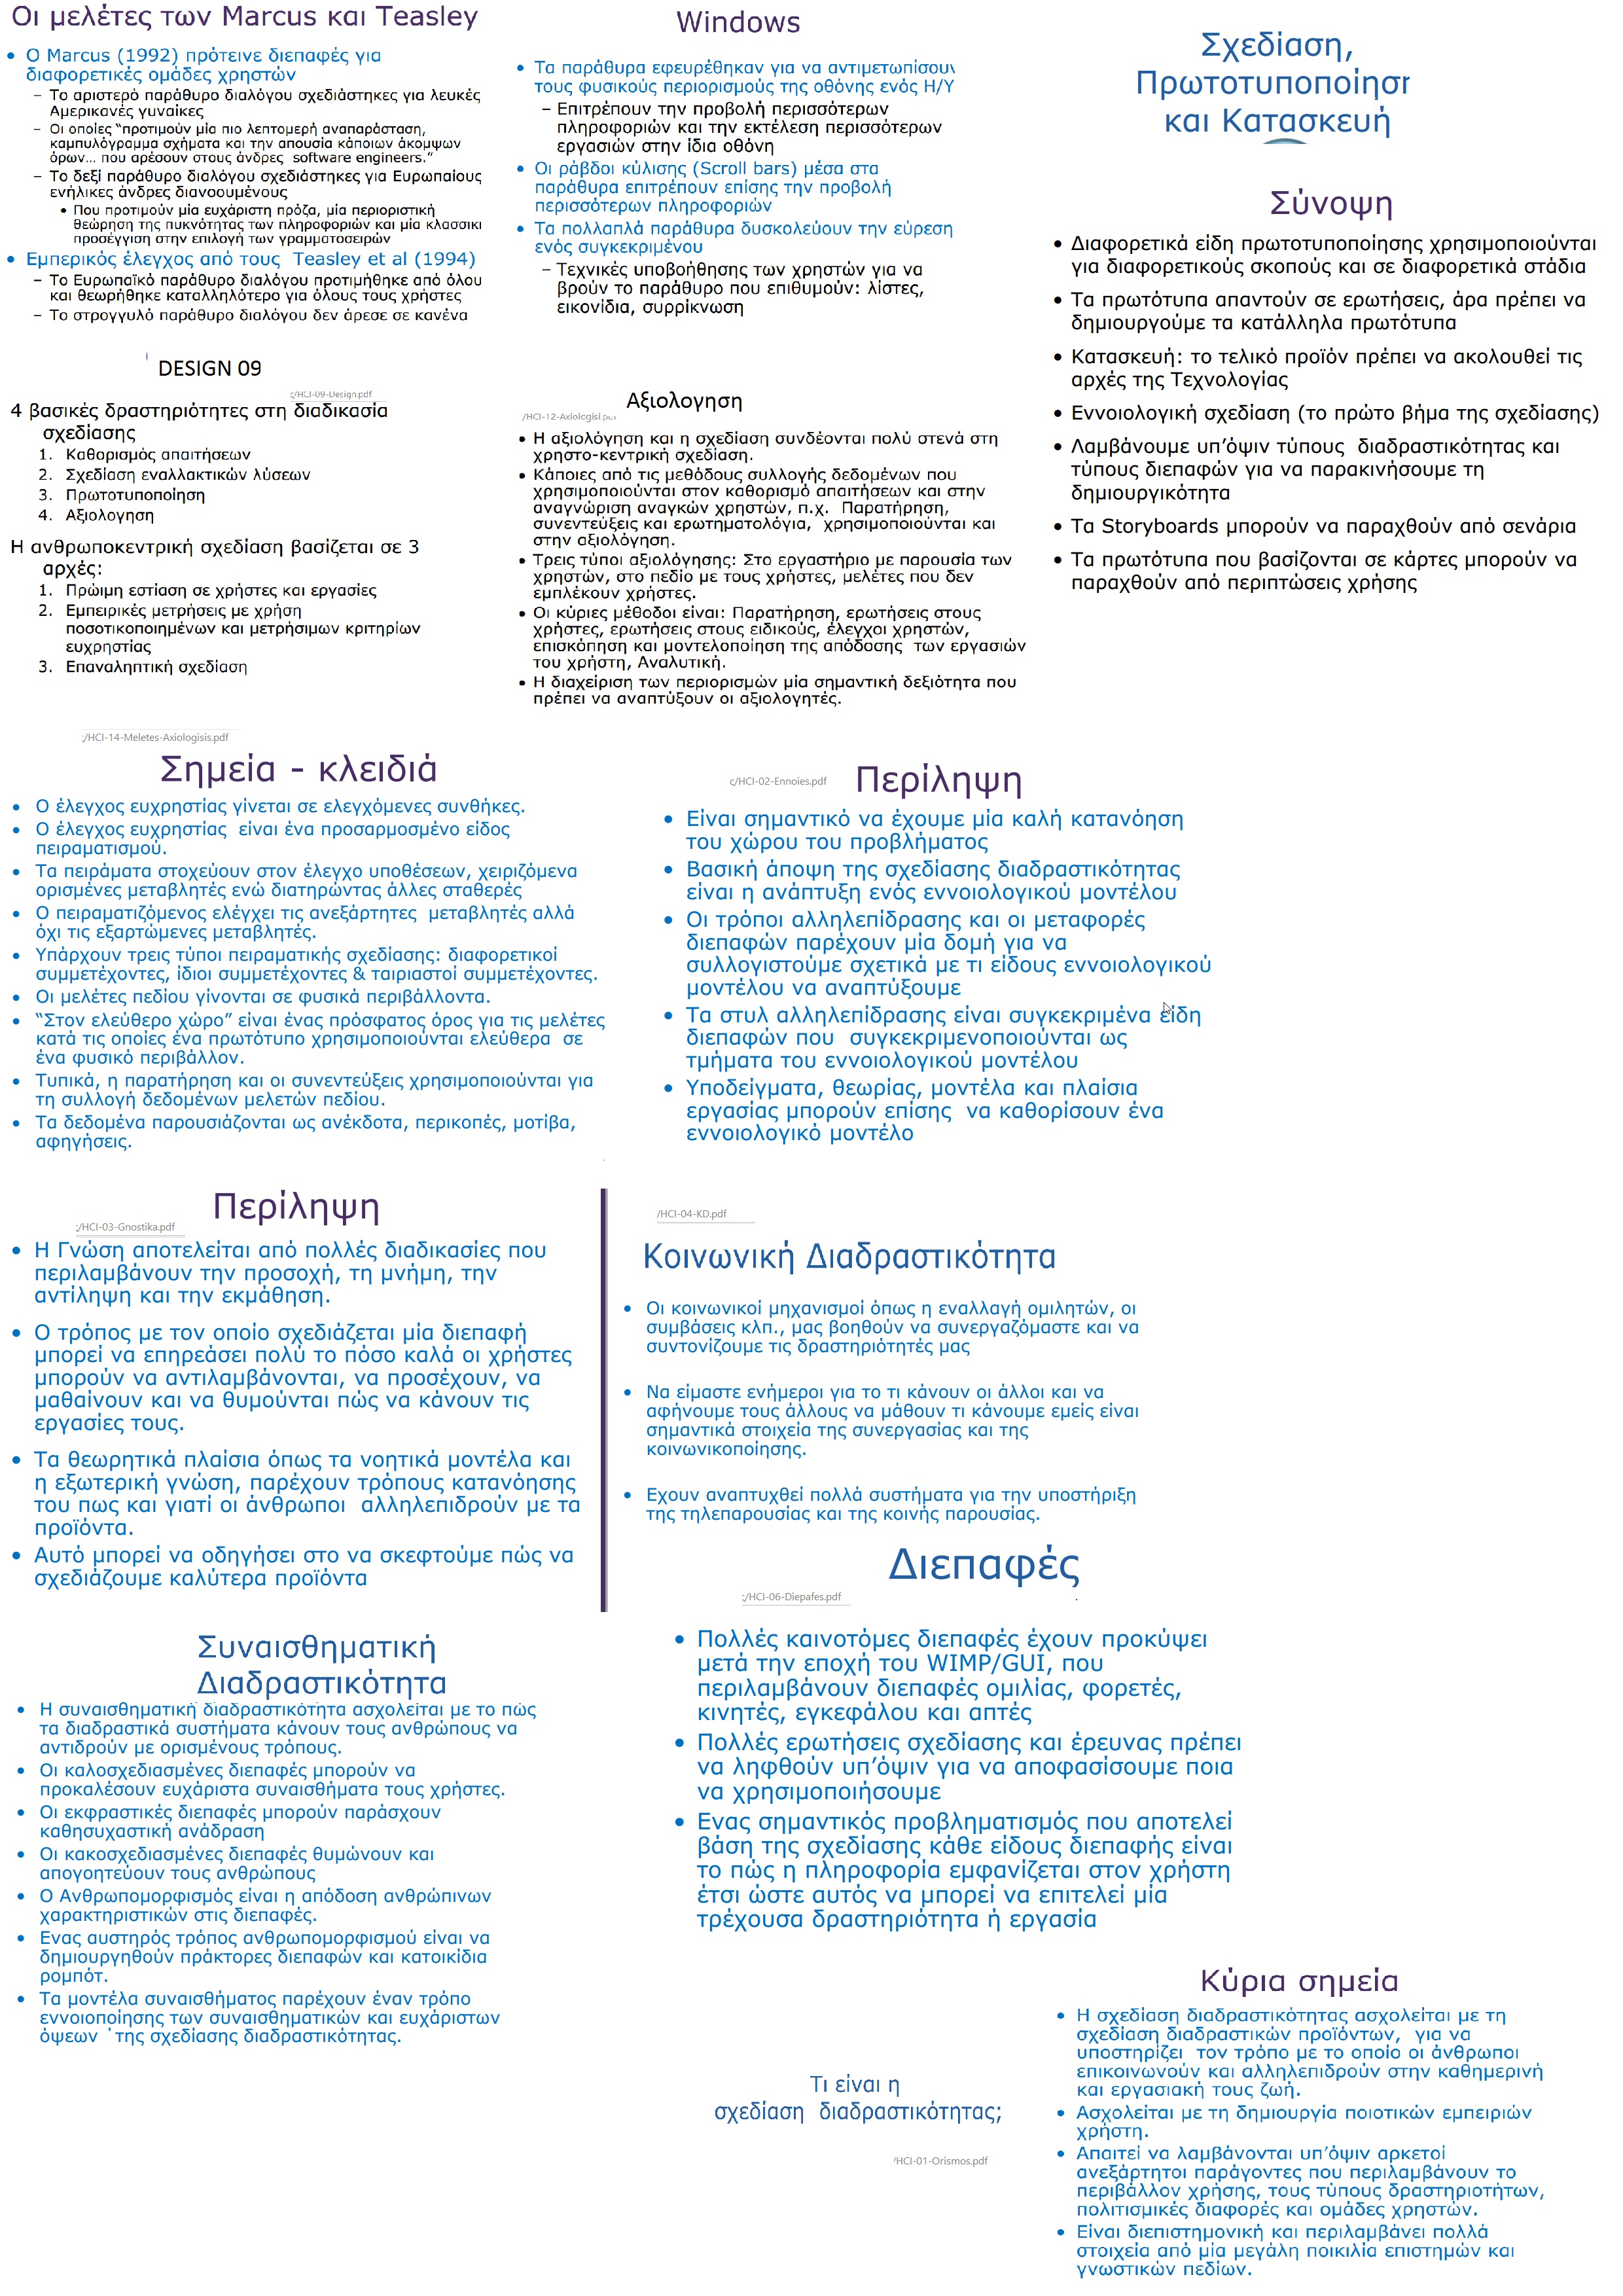 Οι μελέτες των Marcus και Teasley
• Ο Marcus (1992) πρότεινε διεπαφές για
διαφορετικές ομάδες χρηστών
– Το αριστερό παράθυρο διαλόγου σχεδιάστηκε για λευκές
Αμερικανές γυναίκες
– Οι οποίες “προτιμούν μία πιο λεπτομερή αναπαράσταση,
καμπυλόγραμμα σχήματα και την απουσία κάποιων άκομψων
όρων... που αρέσουν στους άνδρες software engineers.”
– Το δεξί παράθυρο διαλόγου σχεδιάστηκε για Ευρωπαίους
ενήλικες άνδρες διανοουμένους
• Που προτιμούν μία ευχάριστη πρόζα, μία περιοριστική
θεώρηση της πυκνότητας των πληροφοριών και μία κλασσικι
προσέγγιση στην επιλογή των γραμματοσειρών
• Εμπερικός έλεγχος από τους Teasley et al (1994)
– Το Ευρωπαϊκό παράθυρο διαλόγου προτιμήθηκε από όλου
και θεωρήθηκε καταλληλότερο για όλους τους χρήστες
– Το στρογγυλό παράθυρο διαλόγου δεν άρεσε σε κανένα
Windows
• Τα παράθυρα εφευρέθηκαν για να αντιμετωπίσουν
τους φυσικούς περιορισμούς της οθόνης ενός Η/Υ
– Επιτρέπουν την προβολή περισσότερων
πληροφοριών και την εκτέλεση περισσότερων
εργασιών στην ίδια οθόνη
• Οι ράβδοι κύλισης (Scroll bars) μέσα στα
παράθυρα επιτρέπουν επίσης την προβολή
περισσότερων πληροφοριών
• Τα πολλαπλά παράθυρα δυσκολεύουν την εύρεση
ενός συγκεκριμένου
– Τεχνικές υποβοήθησης των χρηστών για να
βρούν το παράθυρο που επιθυμούν: λίστες,
εικονίδια, συρρίκνωση
Σχεδίαση,
Πρωτοτυποποίησr
και Κατασκευή
Σύνοψη
• Διαφορετικά είδη πρωτοτυποποίησης χρησιμοποιούνται
για διαφορετικούς σκοπούς και σε διαφορετικά στάδια
• Τα πρωτότυπα απαντούν σε ερωτήσεις, άρα πρέπει να
δημιουργούμε τα κατάλληλα πρωτότυπα
• Κατασκευή: το τελικό προϊόν πρέπει να ακολουθεί τις
αρχές της Τεχνολογίας
• Εννοιολογική σχεδίαση (το πρώτο βήμα της σχεδίασης)
• Λαμβάνουμε υπ’όψιν τύπους διαδραστικότητας και
τύπους διεπαφών για να παρακινήσουμε τη
δημιουργικότητα
• Τα Storyboards μπορούν να παραχθούν από σενάρια
• Τα πρωτότυπα που βασίζονται σε κάρτες μπορούν να
παραχθούν από περιπτώσεις χρήσης
DESIGN 09
ς/HCI-09-Design.pdf
4 βασικές δραστηριότητες στη διαδικασία
σχεδίασης
1. Καθορισμός απαιτήσεων
2. Σχεδίαση εναλλακτικών λύσεων
3. Πρωτοτυποποίηση
4. Αξιολογηση
Η ανθρωποκεντρική σχεδίαση βασίζεται σε 3
αρχές:
1. Πρώιμη εστίαση σε χρήστες και εργασίες
2. Εμπειρικές μετρήσεις με χρήση
ποσοτικοποιημένων και μετρήσιμων κριτηρίων
ευχρηστίας
3. Επαναληπτική σχεδίαση
Αξιολογηση
/HCI-12-Axiologisi.pdf
• Η αξιολόγηση και η σχεδίαση συνδέονται πολύ στενά στη
χρηστο-κεντρική σχεδίαση.
• Κάποιες από τις μεθόδους συλλογής δεδομένων που
χρησιμοποιούνται στον καθορισμό απαιτήσεων και στην
αναγνώριση αναγκών χρηστών, π.χ. Παρατήρηση,
συνεντεύξεις και ερωτηματολόγια, χρησιμοποιούνται και
στην αξιολόγηση.
• Τρεις τύποι αξιολόγησης: Στο εργαστήριο με παρουσία των
χρηστών, στο πεδίο με τους χρήστες, μελέτες που δεν
εμπλέκουν χρήστες.
• Οι κύριες μέθοδοι είναι: Παρατήρηση, ερωτήσεις στους
χρήστες, ερωτήσεις στους ειδικούς, έλεγχοι χρηστών,
επισκόπηση και μοντελοποίηση της απόδοσης των εργασιών
του χρήστη, Αναλυτική.
• Η διαχείριση των περιορισμών μία σημαντική δεξιότητα που
πρέπει να αναπτύξουν οι αξιολογητές.
;/HCI-14-Meletes-Axiologisis.pdf
Σημεία - κλειδιά
• Ο έλεγχος ευχρηστίας γίνεται σε ελεγχόμενες συνθήκες.
• Ο έλεγχος ευχρηστίας είναι ένα προσαρμοσμένο είδος
πειραματισμού.
• Τα πειράματα στοχεύουν στον έλεγχο υποθέσεων, χειριζόμενα
ορισμένες μεταβλητές ενώ διατηρώντας άλλες σταθερές
• Ο πειραματιζόμενος ελέγχει τις ανεξάρτητες μεταβλητές αλλά
όχι τις εξαρτώμενες μεταβλητές.
• Υπάρχουν τρεις τύποι πειραματικής σχεδίασης: διαφορετικοί
συμμετέχοντες, ίδιοι συμμετέχοντες & ταιριαστοί συμμετέχοντες.
• Οι μελέτες πεδίου γίνονται σε φυσικά περιβάλλοντα.
• “Στον ελεύθερο χώρο” είναι ένας πρόσφατος όρος για τις μελέτες
κατά τις οποίες ένα πρωτότυπο χρησιμοποιούνται ελεύθερα σε
ένα φυσικό περιβάλλον.
• Τυπικά, η παρατήρηση και οι συνεντεύξεις χρησιμοποιούνται για
τη συλλογή δεδομένων μελετών πεδίου.
• Τα δεδομένα παρουσιάζονται ως ανέκδοτα, περικοπές, μοτίβα,
αφηγήσεις.
ς/HCI-02-Ennoies.pdf
Περίληψη
• Είναι σημαντικό να έχουμε μία καλή κατανόηση
του χώρου του προβλήματος
• Βασική άποψη της σχεδίασης διαδραστικότητας
είναι η ανάπτυξη ενός εννοιολογικού μοντέλου
• Οι τρόποι αλληλεπίδρασης και οι μεταφορές
διεπαφών παρέχουν μία δομή για να
συλλογιστούμε σχετικά με τι είδους εννοιολογικού
μοντέλου να αναπτύξουμε
• Τα στυλ αλληλεπίδρασης είναι συγκεκριμένα είδη
διεπαφών που συγκεκριμενοποιούνται ως
τμήματα του εννοιολογικού μοντέλου
• Υποδείγματα, θεωρίας, μοντέλα και πλαίσια
εργασίας μπορούν επίσης να καθορίσουν ένα
εννοιολογικό μοντέλο
Περίληψη
;/HCI-03-Gnostika.pdf
• Η Γνώση αποτελείται από πολλές διαδικασίες που
περιλαμβάνουν την προσοχή, τη μνήμη, την
αντίληψη και την εκμάθηση.
• Ο τρόπος με τον οποίο σχεδιάζεται μία διεπαφή
μπορεί να επηρεάσει πολύ το πόσο καλά οι χρήστες
μπορούν να αντιλαμβάνονται, να προσέχουν, να
μαθαίνουν και να θυμούνται πώς να κάνουν τις
εργασίες τους.
• Τα θεωρητικά πλαίσια όπως τα νοητικά μοντέλα και
η εξωτερική γνώση, παρέχουν τρόπους κατανόησης
του πως και γιατί οι άνθρωποι αλληλεπιδρούν με τα
προϊόντα.
• Αυτό μπορεί να οδηγήσει στο να σκεφτούμε πώς να
σχεδιάζουμε καλύτερα προϊόντα
/HCI-04-KD.pdf
Κοινωνική Διαδραστικότητα
• Οι κοινωνικοί μηχανισμοί όπως η εναλλαγή ομιλητών, οι
συμβάσεις κλπ., μας βοηθούν να συνεργαζόμαστε και να
συντονίζουμε τις δραστηριότητές μας
• Να είμαστε ενήμεροι για το τι κάνουν οι άλλοι και να
αφήνουμε τους άλλους να μάθουν τι κάνουμε εμείς είναι
σημαντικά στοιχεία της συνεργασίας και της
κοινωνικοποίησης.
• Εχουν αναπτυχθεί πολλά συστήματα για την υποστήριξη
της τηλεπαρουσίας και της κοινής παρουσίας.
Διεπαφές
;/HCI-06-Diepafes.pdf
• Πολλές καινοτόμες διεπαφές έχουν προκύψει
μετά την εποχή του WIMP/GUI, που
περιλαμβάνουν διεπαφές ομιλίας, φορετές,
κινητές, εγκεφάλου και απτές
• Πολλές ερωτήσεις σχεδίασης και έρευνας πρέπει
να ληφθούν υπ’όψιν για να αποφασίσουμε ποια
να χρησιμοποιήσουμε
• Ενας σημαντικός προβληματισμός που αποτελεί
βάση της σχεδίασης κάθε είδους διεπαφής είναι
το πώς η πληροφορία εμφανίζεται στον χρήστη
έτσι ώστε αυτός να μπορεί να επιτελεί μία
τρέχουσα δραστηριότητα ή εργασία
Συναισθηματική
Διαδραστικότητα
• Η συναισθηματική διαδραστικότητα ασχολείται με το πώς
τα διαδραστικά συστήματα κάνουν τους ανθρώπους να
αντιδρούν με ορισμένους τρόπους.
• Οι καλοσχεδιασμένες διεπαφές μπορούν να
προκαλέσουν ευχάριστα συναισθήματα τους χρήστες.
• Οι εκφραστικές διεπαφές μπορούν παράσχουν
καθησυχαστική ανάδραση
• Οι κακοσχεδιασμένες διεπαφές θυμώνουν και
απογοητεύουν τους ανθρώπους
• Ο Ανθρωπομορφισμός είναι η απόδοση ανθρώπινων
χαρακτηριστικών στις διεπαφές.
• Ενας αυστηρός τρόπος ανθρωπομορφισμού είναι να
δημιουργηθούν πράκτορες διεπαφών και κατοικίδια
ρομπότ.
• Τα μοντέλα συναισθήματος παρέχουν έναν τρόπο
εννοιοποίησης των συναισθηματικών και ευχάριστων
όψεων ΄της σχεδίασης διαδραστικότητας.
Τι είναι η
σχεδίαση διαδραστικότητας;
/HCI-01-Orismos.pdf
Κύρια σημεία
• Η σχεδίαση διαδραστικότητας ασχολείται με τη
σχεδίαση διαδραστικών προϊόντων, για να
υποστηρίζει τον τρόπο με το οποίο οι άνθρωποι
επικοινωνούν και αλληλεπιδρούν στην καθημερινή
και εργασιακή τους ζωή.
• Ασχολείται με τη δημιουργία ποιοτικών εμπειριών
χρήστη.
• Απαιτεί να λαμβάνονται υπ’όψιν αρκετοί
ανεξάρτητοι παράγοντες που περιλαμβάνουν το
περιβάλλον χρήσης, τους τύπους δραστηριοτήτων,
πολιτισμικές διαφορές και ομάδες χρηστών.
• Είναι διεπιστημονική και περιλαμβάνει πολλά
στοιχεία από μία μεγάλη ποικιλία επιστημών και
γνωστικών πεδίων.